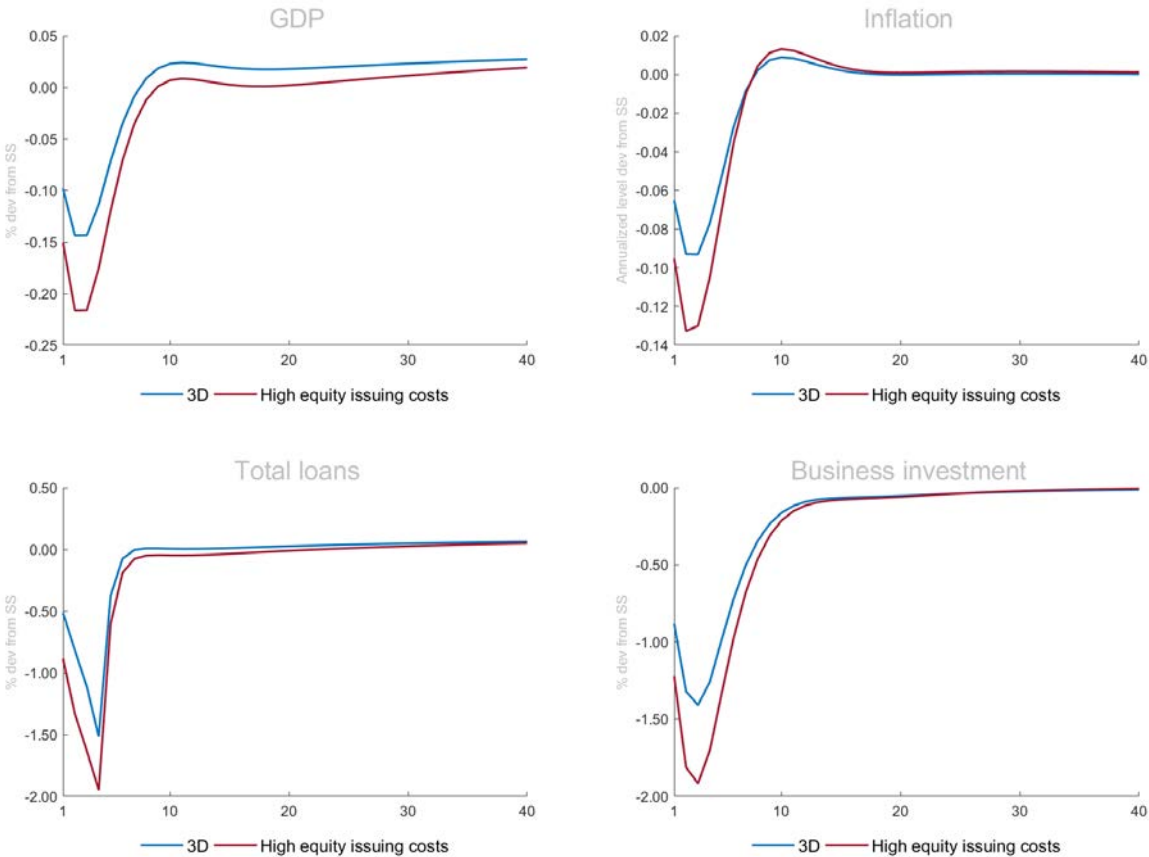 GDP
% dev from SS
0.05
0.00
-0.05
-0.10
-0.15
-0.20
-0.25
1 10 20 30 40
3D High equity issuing costs
Inflation
Annualized level dev from SS
0.02
0.00
-0.02
-0.04
-0.06
-0.08
-0.10
-0.12
-0.14
1 10 20 30 40
3D High equity issuing costs
Total loans
% dev from SS
0.50
0.00
-0.50
-1.00
-1.50
-2.00
1 10 20 30 40
3D High equity issuing costs
Business investment
% dev from SS
0.00
-0.50
-1.00
-1.50
-2.00
1 10 20 30 40
3D High equity issuing costs